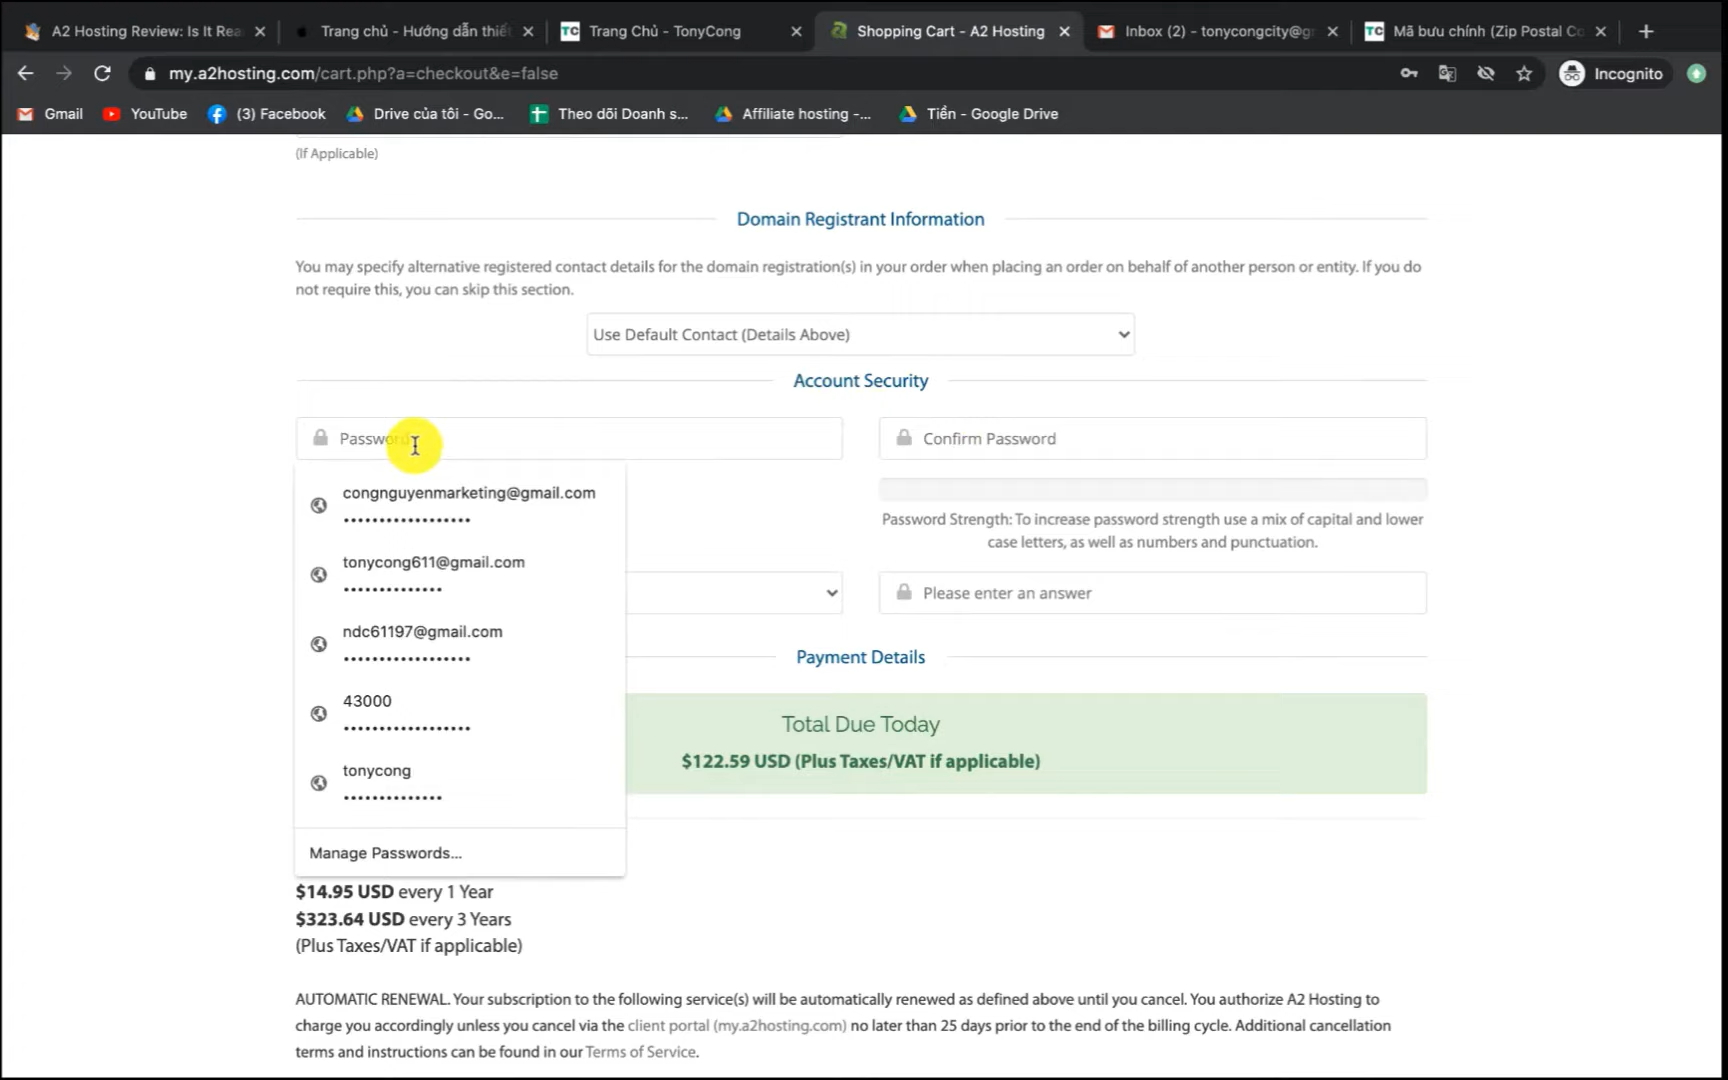 A2 Hosting Review: Is It Rea
Trang chủ - Hướng dẫn thiết
TC Trang Chủ - TonyCong
Shopping Cart - A2 Hosting
Inbox (2) - tonycongcity@gm
TC Mã bưu chính (Zip Postal Co
my.a2hosting.com/cart.php?a=checkout&e=false
Incognito
Gmail
YouTube
(3) Facebook
Drive của tôi - Go...
Theo dõi Doanh s...
Affiliate hosting -...
Tiền - Google Drive
(If Applicable)
Domain Registrant Information
You may specify alternative registered contact details for the domain registration(s) in your order when placing an order on behalf of another person or entity. If you do
not require this, you can skip this section.
Use Default Contact (Details Above)
Account Security
Password
Confirm Password
congnguyenmarketing@gmail.com
••••••••••••••••••
Password Strength: To increase password strength use a mix of capital and lower
case letters, as well as numbers and punctuation.
tonycong611@gmail.com
••••••••••••••
Please enter an answer
ndc61197@gmail.com
••••••••••••••••••
Payment Details
43000
••••••••••••••••••
Total Due Today
$122.59 USD (Plus Taxes/VAT if applicable)
tonycong
••••••••••••••
Manage Passwords...
$14.95 USD every 1 Year
$323.64 USD every 3 Years
(Plus Taxes/VAT if applicable)
AUTOMATIC RENEWAL. Your subscription to the following service(s) will be automatically renewed as defined above until you cancel. You authorize A2 Hosting to
charge you accordingly unless you cancel via the client portal (my.a2hosting.com) no later than 25 days prior to the end of the billing cycle. Additional cancellation
terms and instructions can be found in our Terms of Service.